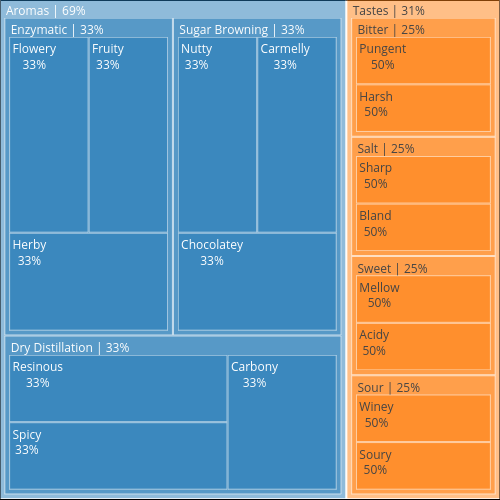 Aromas | 69%
Enzymatic | 33%
Flowery
33%
Fruity
33%
Herby
33%
Sugar Browning | 33%
Nutty
33%
Carmelly
33%
Chocolatey
33%
Dry Distillation | 33%
Resinous
33%
Spicy
33%
Carbony
33%
Tastes | 31%
Bitter | 25%
Pungent
50%
Harsh
50%
Salt | 25%
Sharp
50%
Bland
50%
Sweet | 25%
Mellow
50%
Acidy
50%
Sour | 25%
Winey
50%
Soury
50%